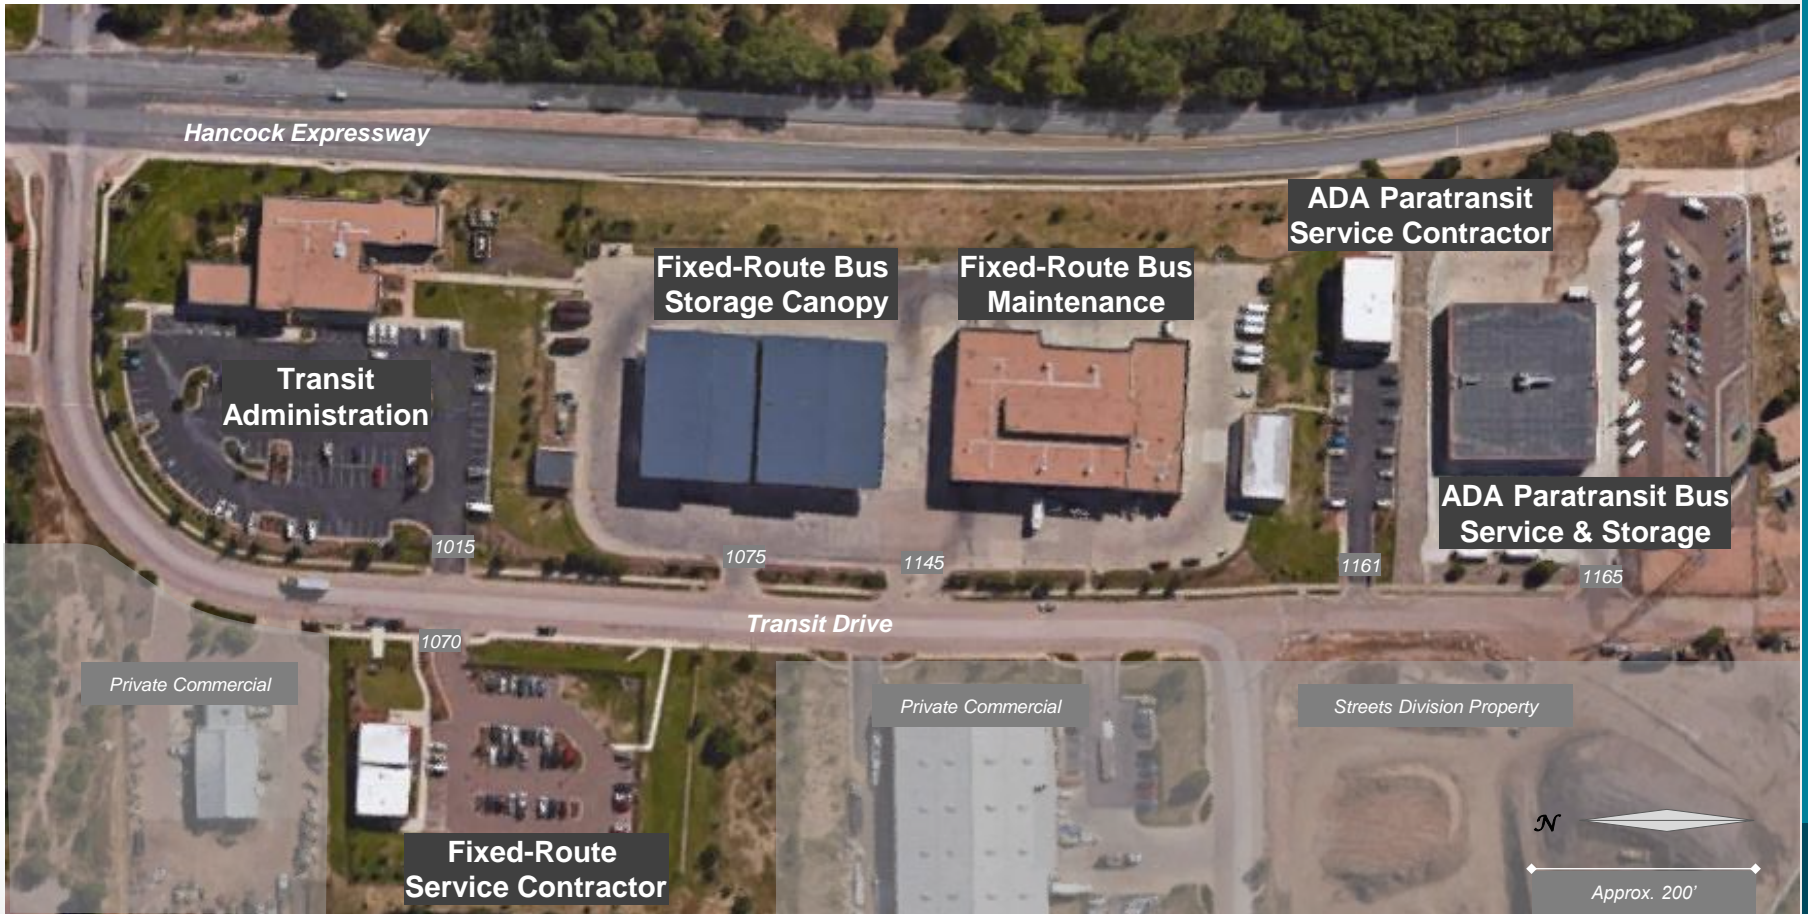 Hancock Expressway
ADA Paratransit
Service Contractor
Fixed-Route Bus
Storage Canopy
Fixed-Route Bus
Maintenance
Transit
Administration
ADA Paratransit Bus
Service & Storage
1015
1075
1145
1161
1165
Transit Drive
1070
Private Commercial
Private Commercial
Streets Division Property
N
Fixed-Route
Service Contractor
Approx. 200'